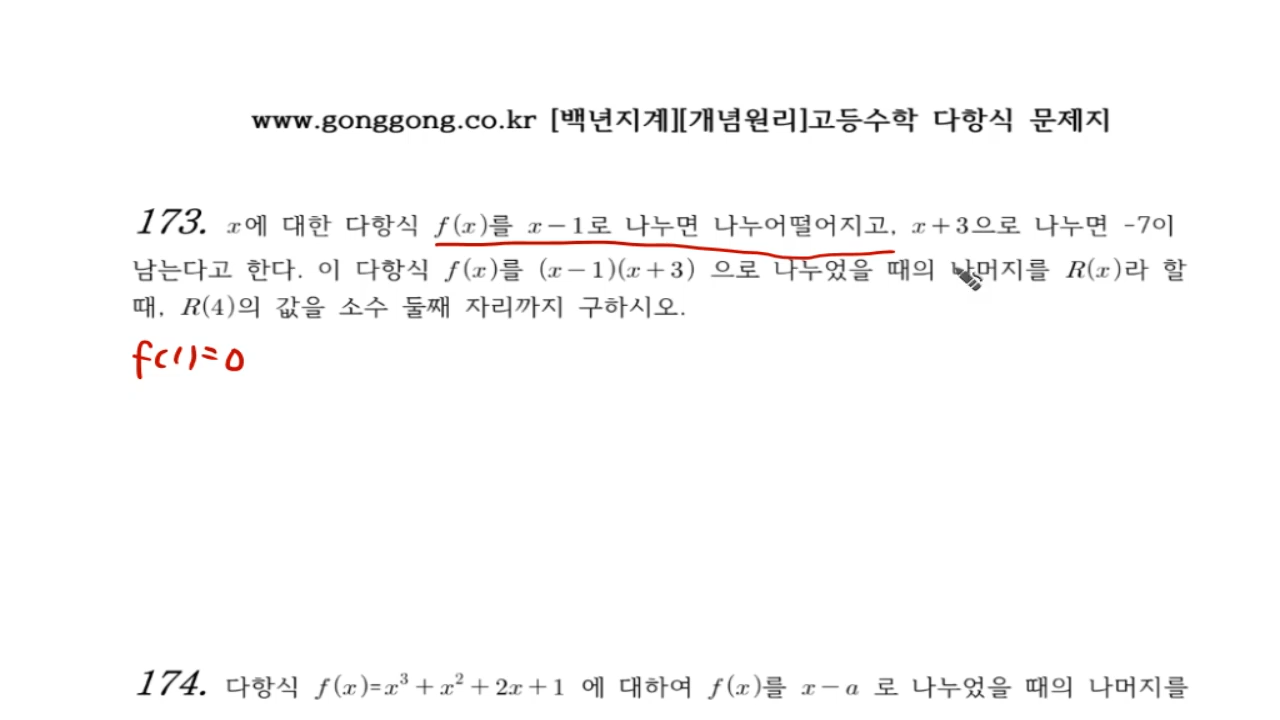 www.gonggong.co.kr [백년지계][개념원리]고등수학 다항식 문제지
173. x에 대한 다항식 f(x)를 x-1로 나누면 나누어떨어지고, x+3으로 나누면 -7이
남는다고 한다. 이 다항식 f(x)를 (x-1)(x+3) 으로 나누었을 때의 나머지를 R(x)라 할
때, R(4)의 값을 소수 둘째 자리까지 구하시오.
f(1)=0
174. 다항식 f(x)=x³+x²+2x+1 에 대하여 f(x)를 x-a 로 나누었을 때의 나머지를